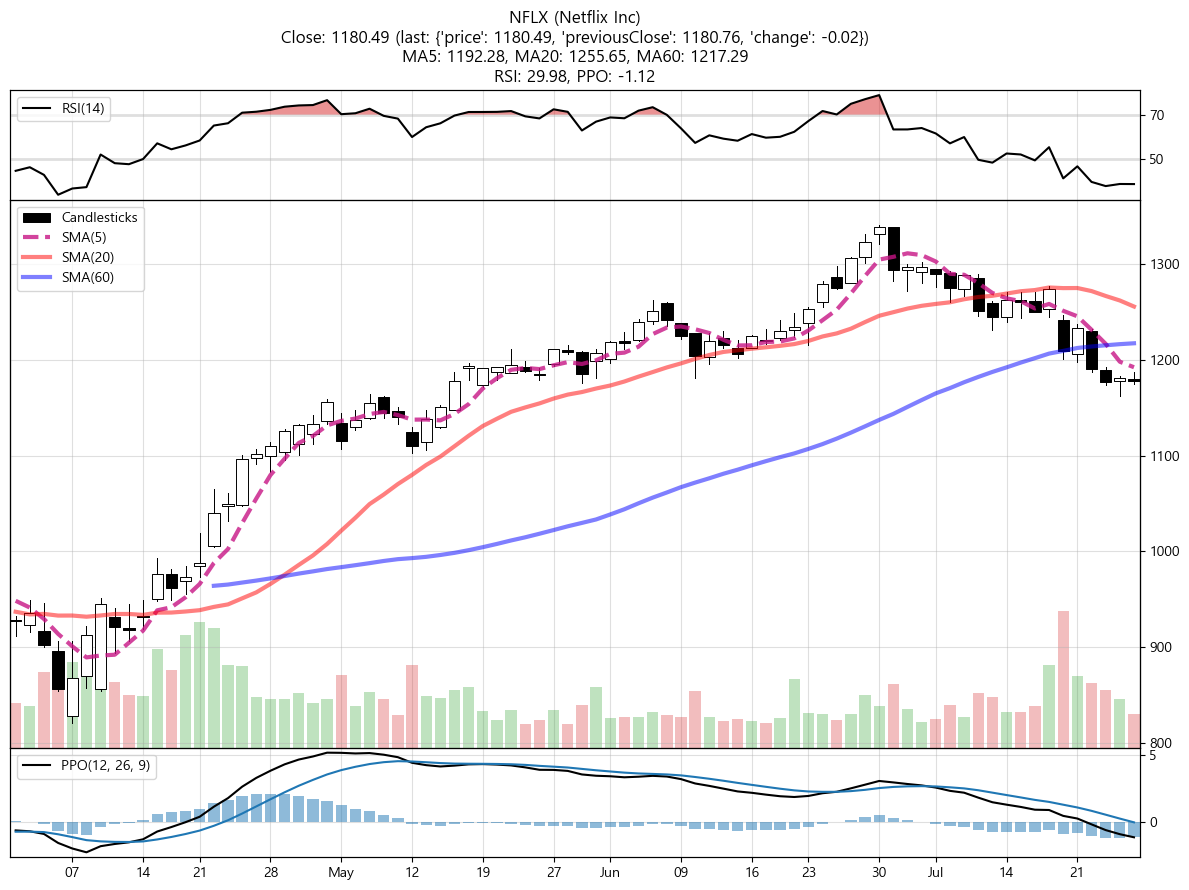 NFLX (Netflix Inc)
Close: 1180.49 (last: {'price': 1180.49, 'previousClose': 1180.76, 'change': -0.02})
MA5: 1192.28, MA20: 1255.65, MA60: 1217.29
RSI: 29.98, PPO: -1.12
RSI(14)
70
50
Candlesticks
SMA(5)
SMA(20)
SMA(60)
1300
1200
1100
1000
900
800
PPO(12, 26, 9)
5
0
07 14 21 28 May 12 19 27 Jun 09 16 23 30 Jul 14 21